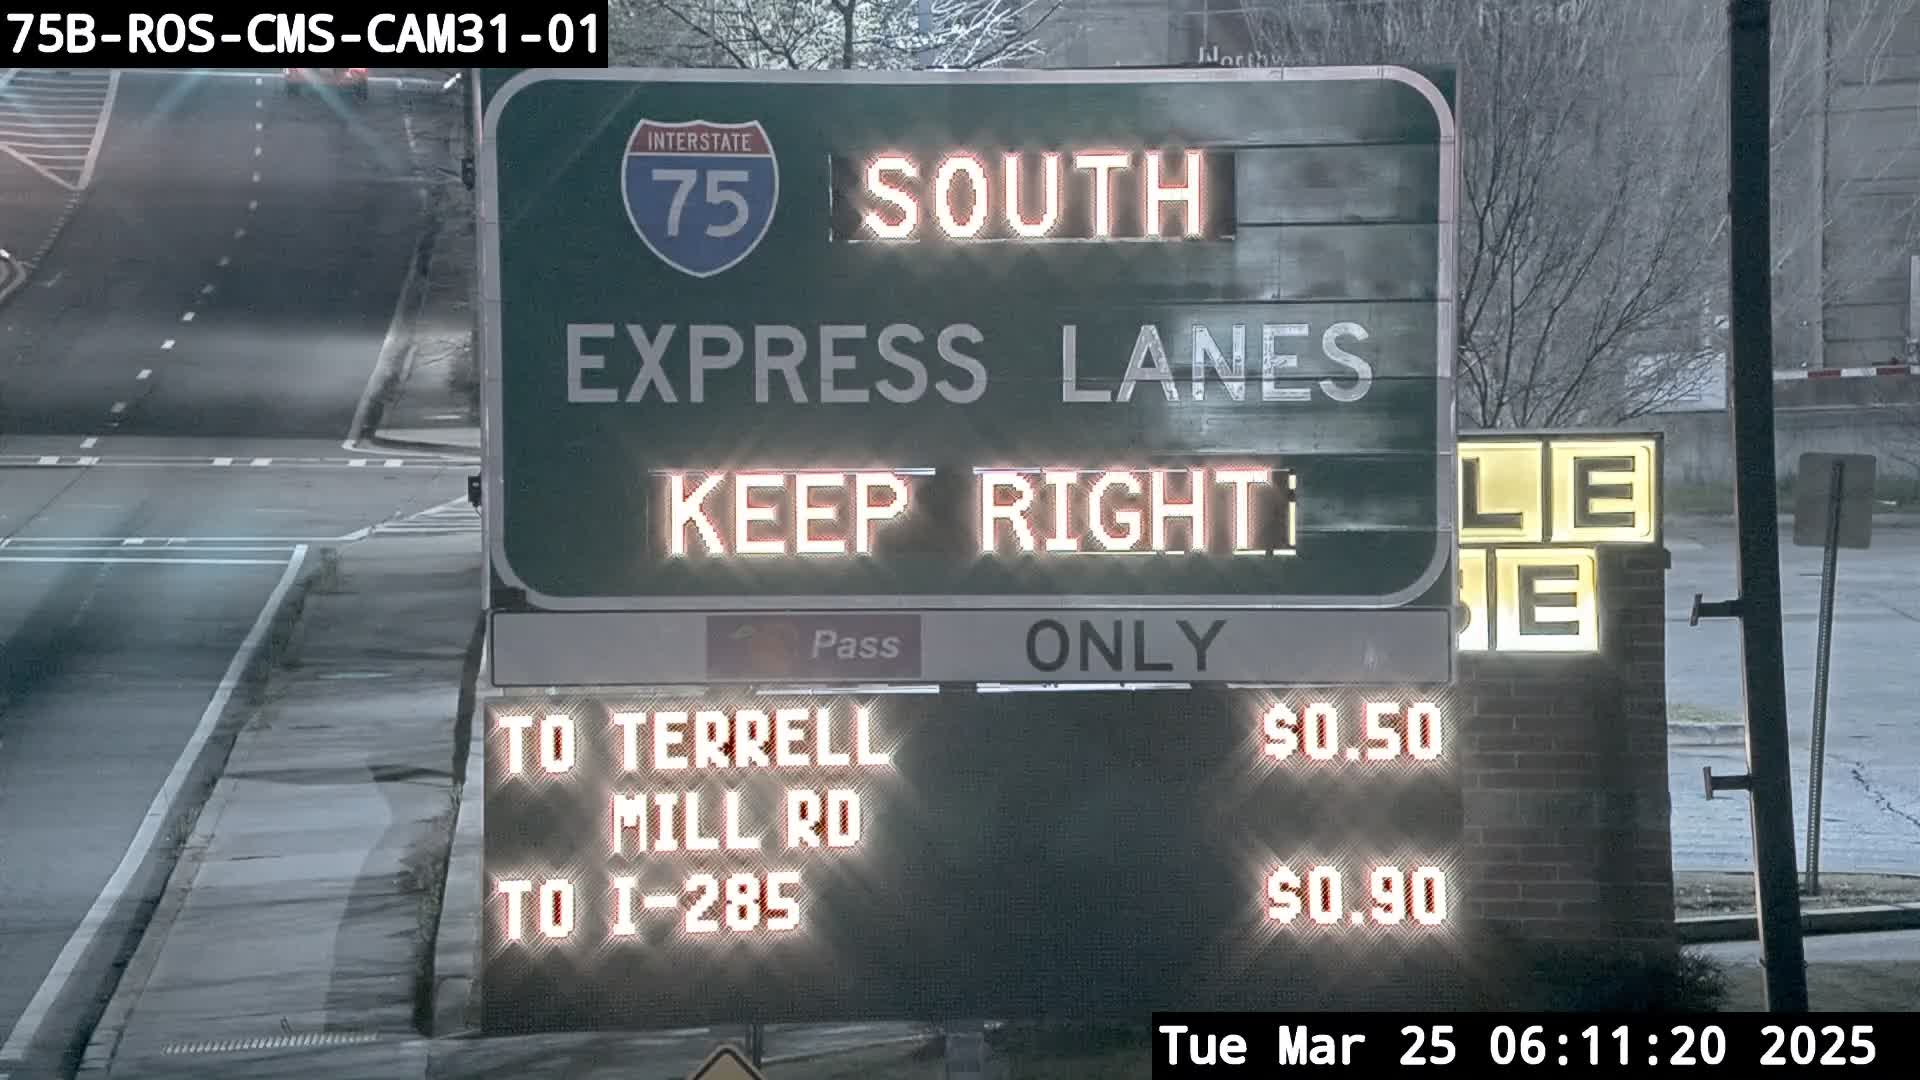 75B-ROS-CMS-CAM31-01
INTERSTATE
75
SOUTH
EXPRESS LANES
KEEP RIGHT
Pass ONLY
TO TERRELL $0.50
MILL RD
TO I-285 $0.90
LE
E
Tue Mar 25 06:11:20 2025